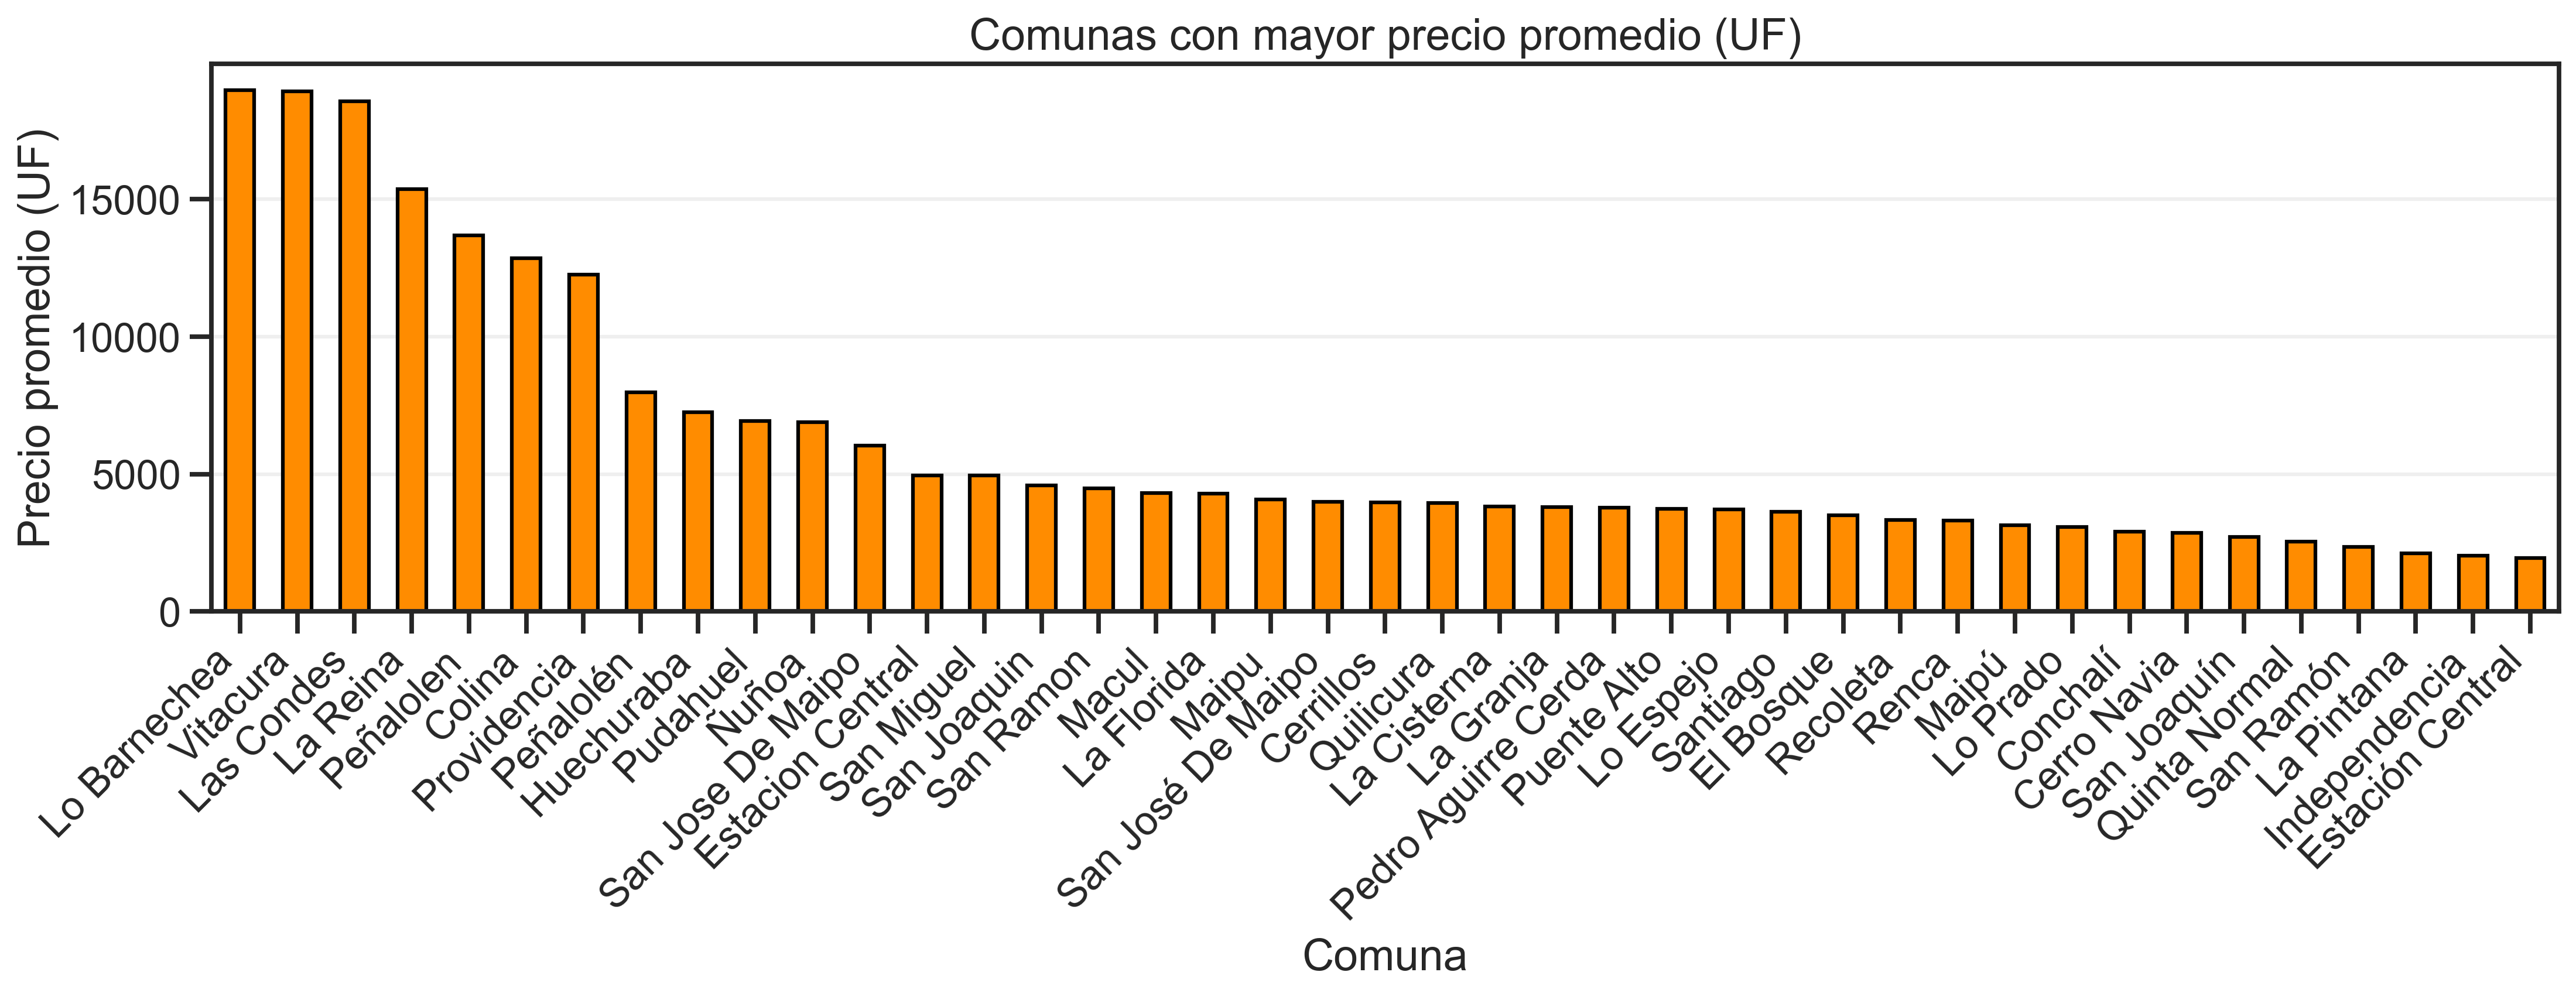 Comunas con mayor precio promedio (UF)
Precio promedio (UF)
15000
10000
5000
0
Lo Barnechea
Vitacura
Las Condes
La Reina
Peñalolen
Colina
Providencia
Peñalolén
Huechuraba
Pudahuel
Ñuñoa
San Jose De Maipo
Estacion Central
San Miguel
San Joaquin
San Ramon
Macul
La Florida
Maipu
San José De Maipo
Cerrillos
Quilicura
La Cisterna
La Granja
Pedro Aguirre Cerda
Puente Alto
Lo Espejo
Santiago
El Bosque
Recoleta
Renca
Maipú
Lo Prado
Conchalí
Cerro Navia
San Joaquín
Quinta Normal
San Ramón
La Pintana
Independencia
Estación Central
Comuna